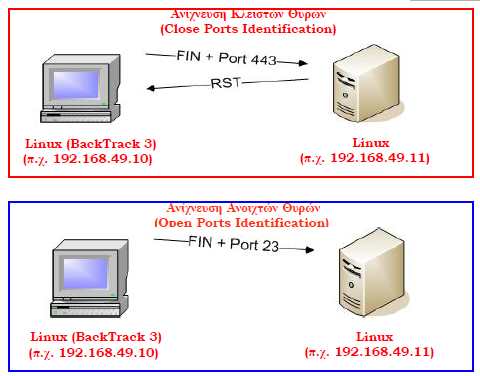 Ανίχνευση Κλειστών Θυρών
(Close Ports Identification)
FIN + Port 443
RST
Linux (BackTrack 3)
(π.χ. 192.168.49.10)
Linux
(π.χ. 192.168.49.11)
Ανίχνευση Ανοιχτών Θυρών
(Open Ports Identification)
FIN + Port 23
Linux (BackTrack 3)
(π.χ. 192.168.49.10)
Linux
(π.χ. 192.168.49.11)